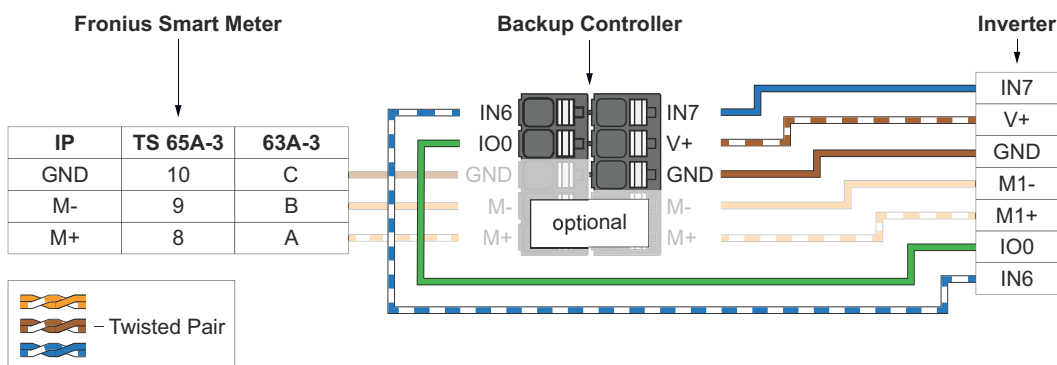 Fronius Smart Meter
Backup Controller
Inverter
IP TS 65A-3 63A-3
GND 10 C
M- 9 B
M+ 8 A
IN6
IO0
GND
M-
M+
optional
IN7
V+
GND
M-
M+
IN7
V+
GND
M1-
M1+
IO0
IN6
– Twisted Pair